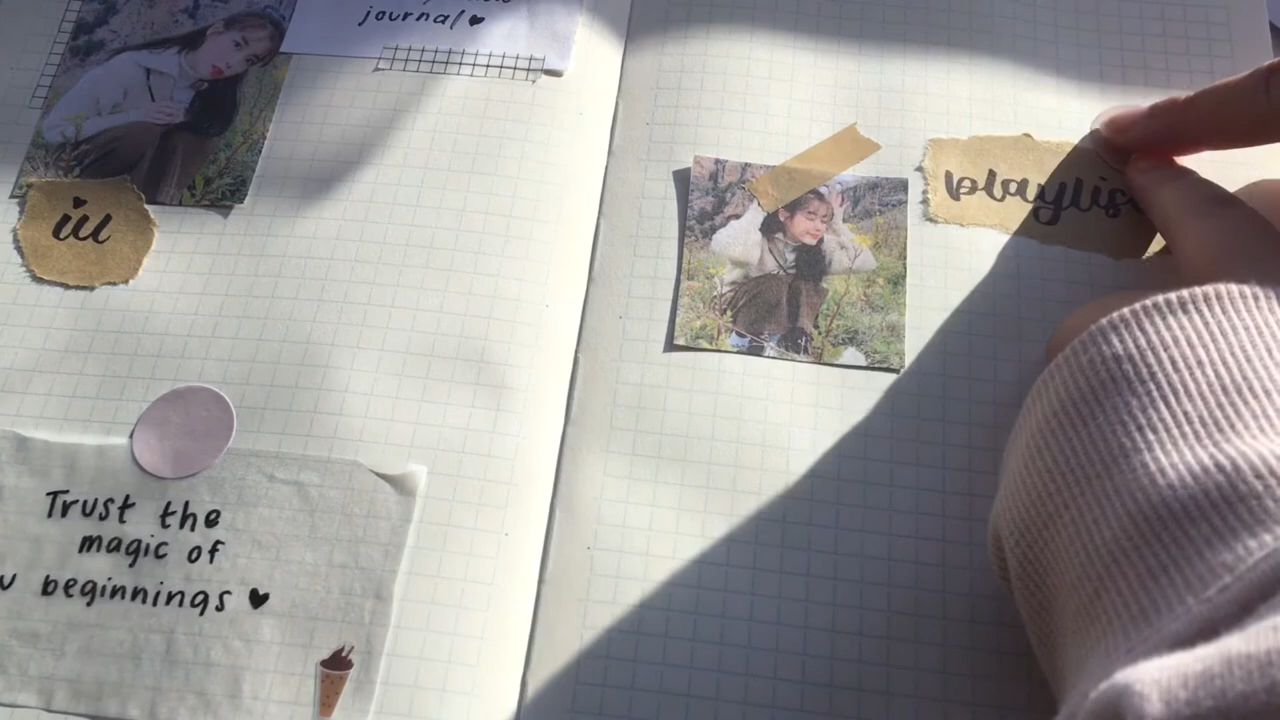 journal♥
iu
Trust the
magic of
beginnings ♥
playlis